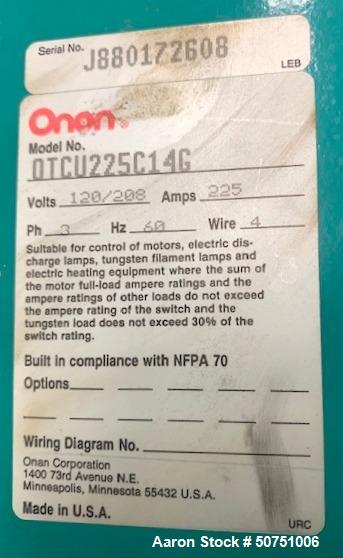 Serial No. J880172608
LEB
Onan
Model No.
OTCU225C14G
Volts 120/208 Amps 225
Ph 3 Hz 60 Wire 4
Suitable for control of motors, electric dis-
charge lamps, tungsten filament lamps and
electric heating equipment where the sum of
the motor full-load ampere ratings and the
ampere ratings of other loads do not exceed
the ampere rating of the switch and the
tungsten load does not exceed 30% of the
switch rating.
Built in compliance with NFPA 70
Options
Wiring Diagram No.
Onan Corporation
1400 73rd Avenue N.E.
Minneapolis, Minnesota 55432 U.S.A.
Made in U.S.A.
URC
Aaron Stock # 50751006